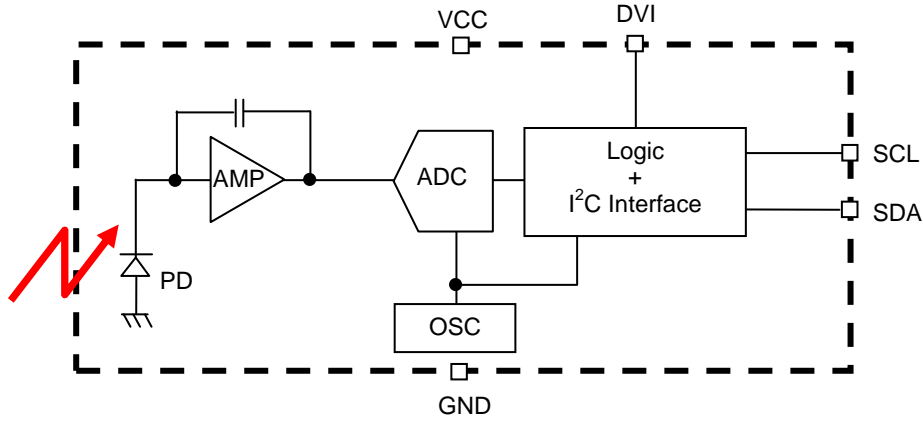 VCC
DVI
AMP
ADC
Logic
+
I²C Interface
SCL
SDA
PD
OSC
GND